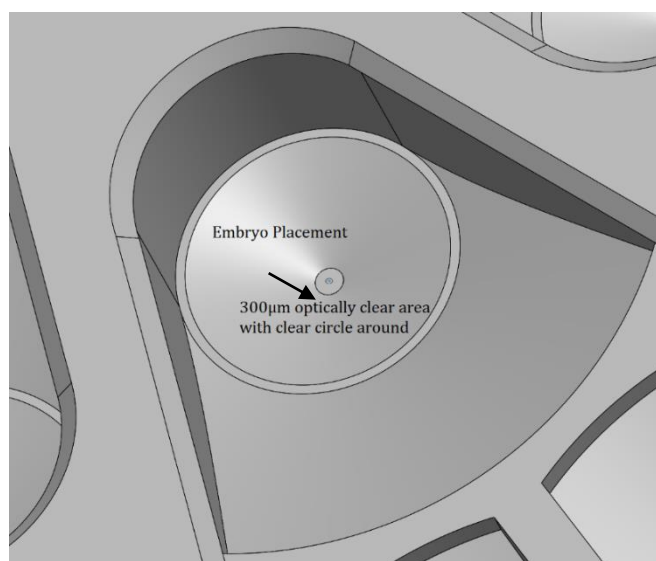 Embryo Placement
300µm optically clear area
with clear circle around